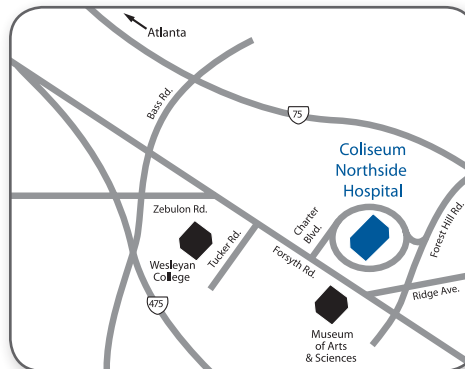 Atlanta
Bass Rd.
75
Coliseum
Northside
Hospital
Zebulon Rd.
Charter
Blvd.
Forest Hill Rd.
Wesleyan
College
Tucker Rd.
Forsyth Rd.
475
Ridge Ave.
Museum
of Arts
& Sciences